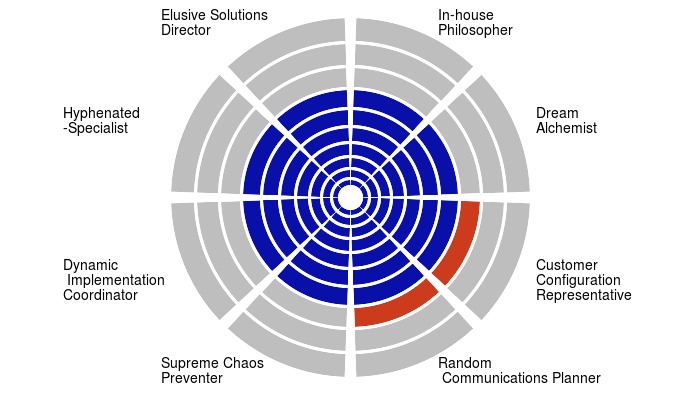 Elusive Solutions
Director
In-house
Philosopher
Hyphenated
-Specialist
Dream
Alchemist
Dynamic
Implementation
Coordinator
Customer
Configuration
Representative
Supreme Chaos
Preventer
Random
Communications Planner